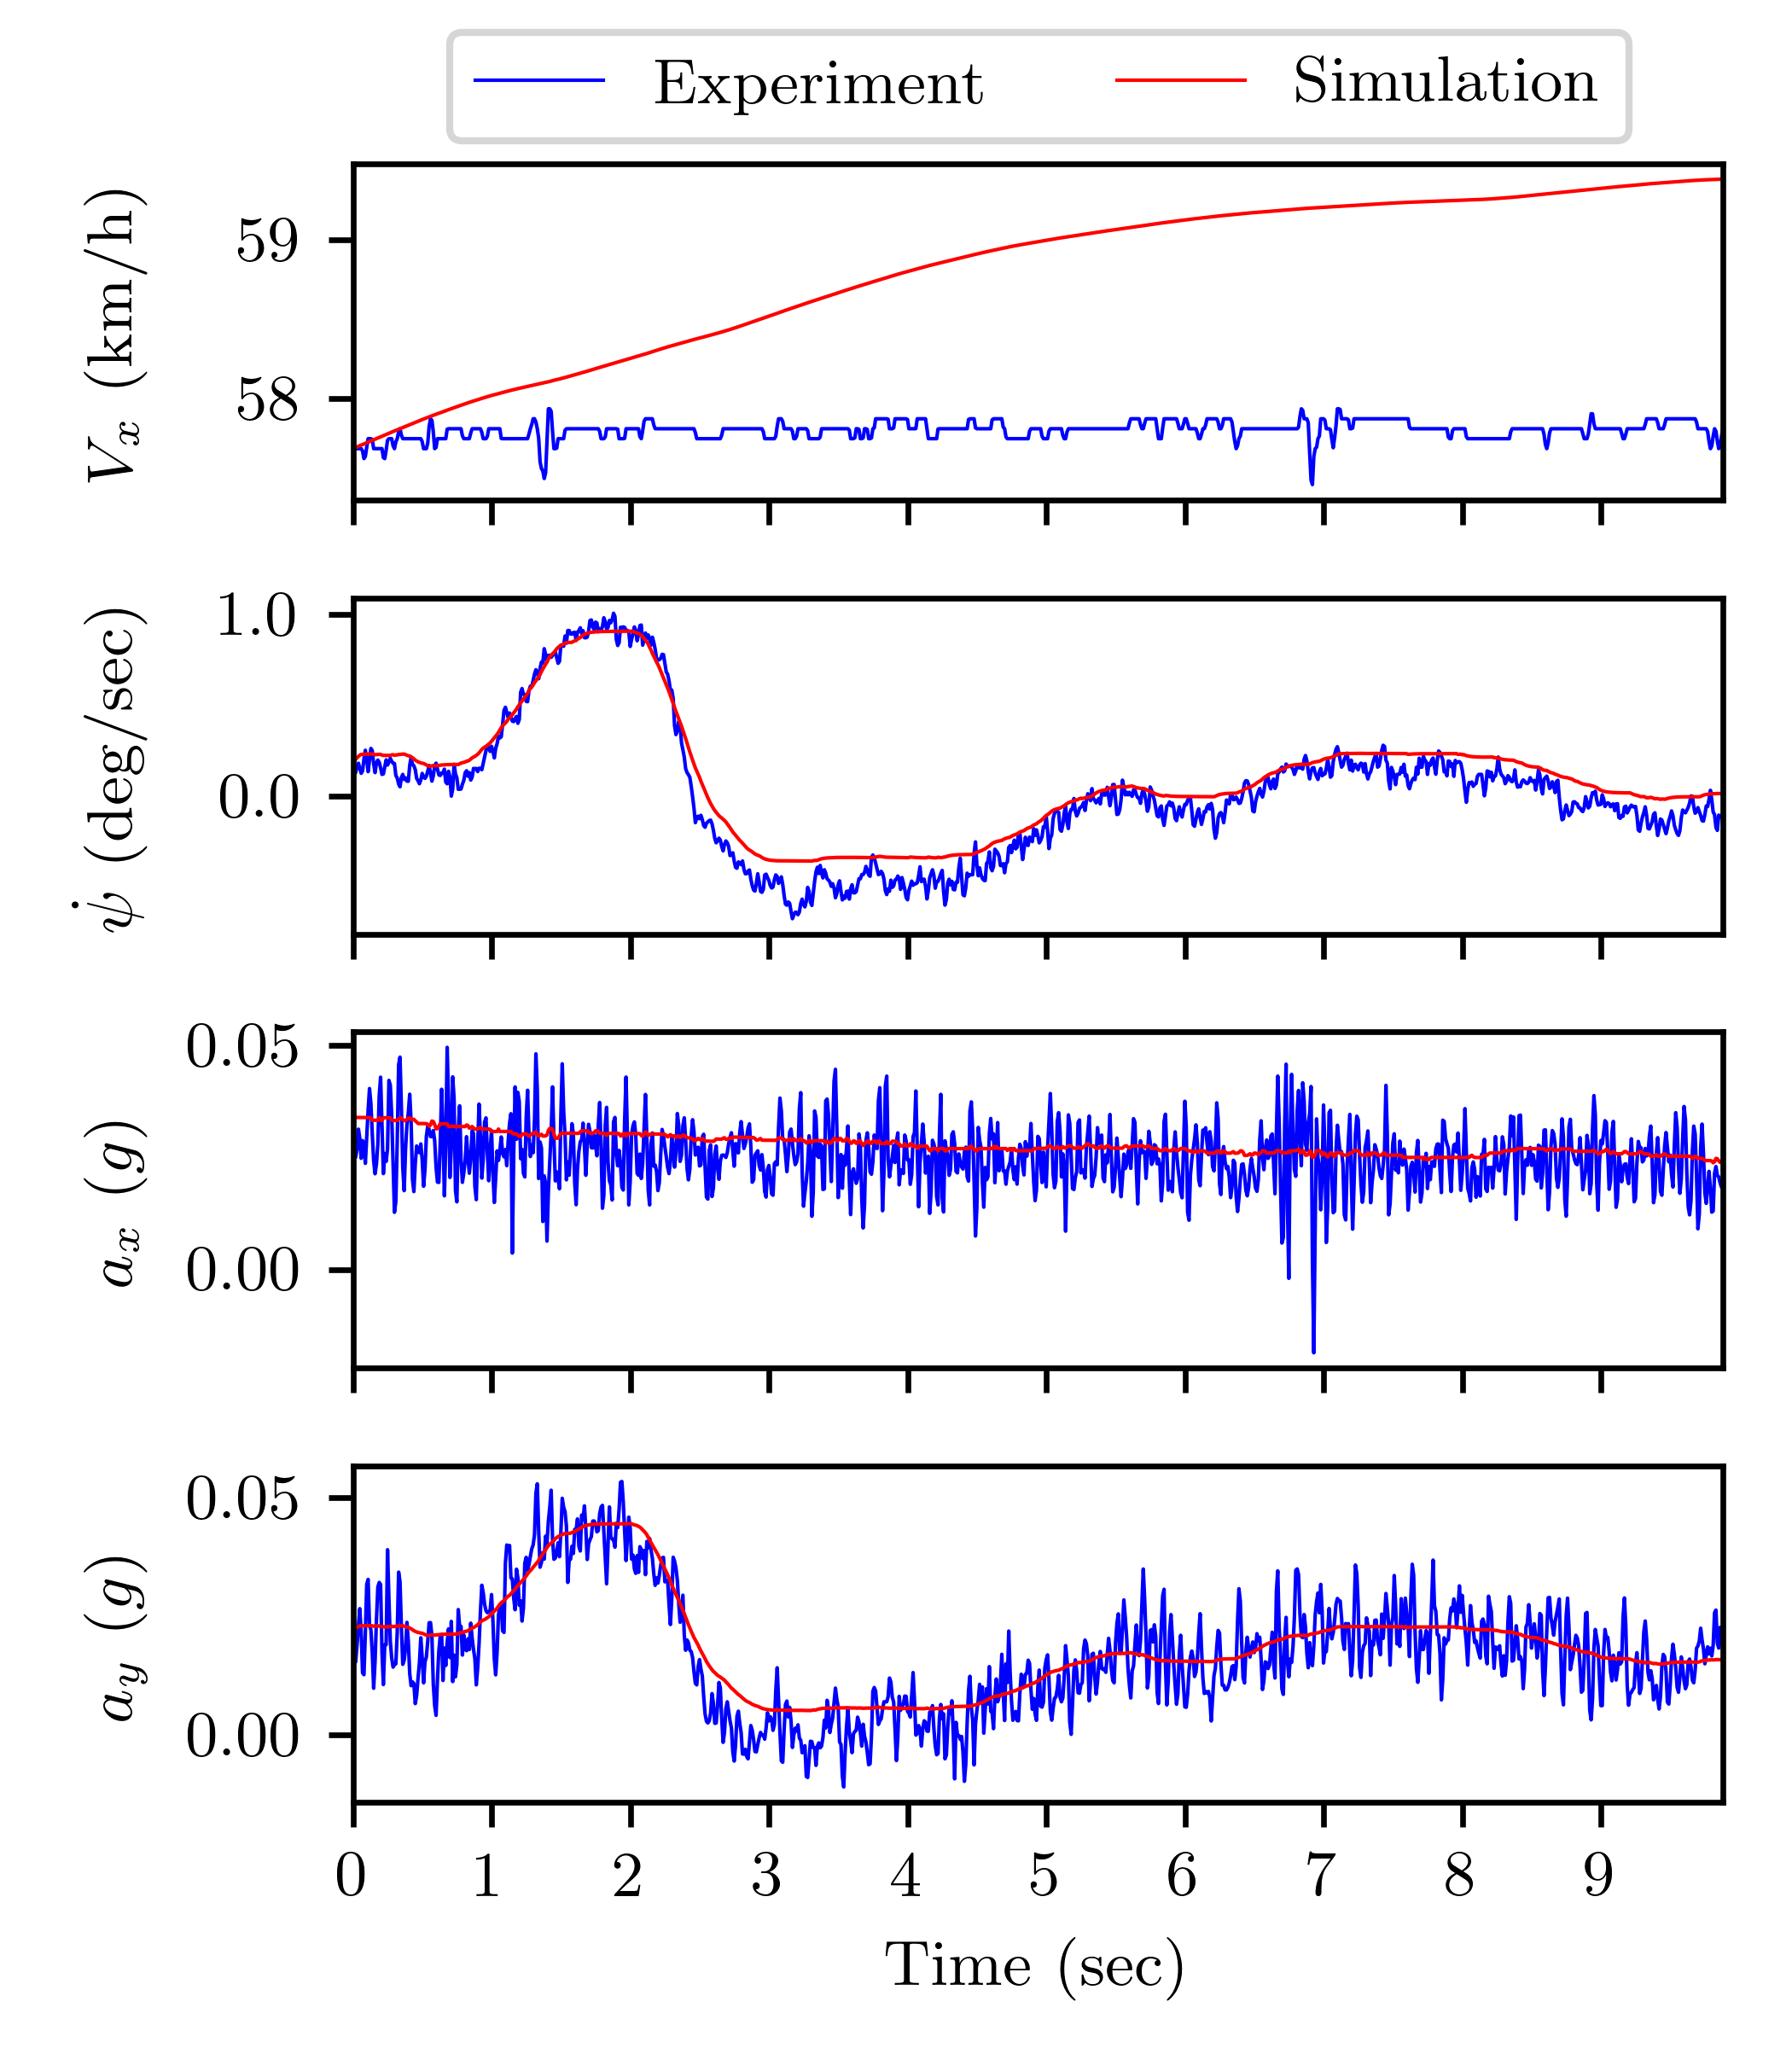 Experiment Simulation
V_x (km/h)
59
58
ψ̇ (deg/sec)
1.0
0.0
a_x (g)
0.05
0.00
a_y (g)
0.05
0.00
0 1 2 3 4 5 6 7 8 9
Time (sec)